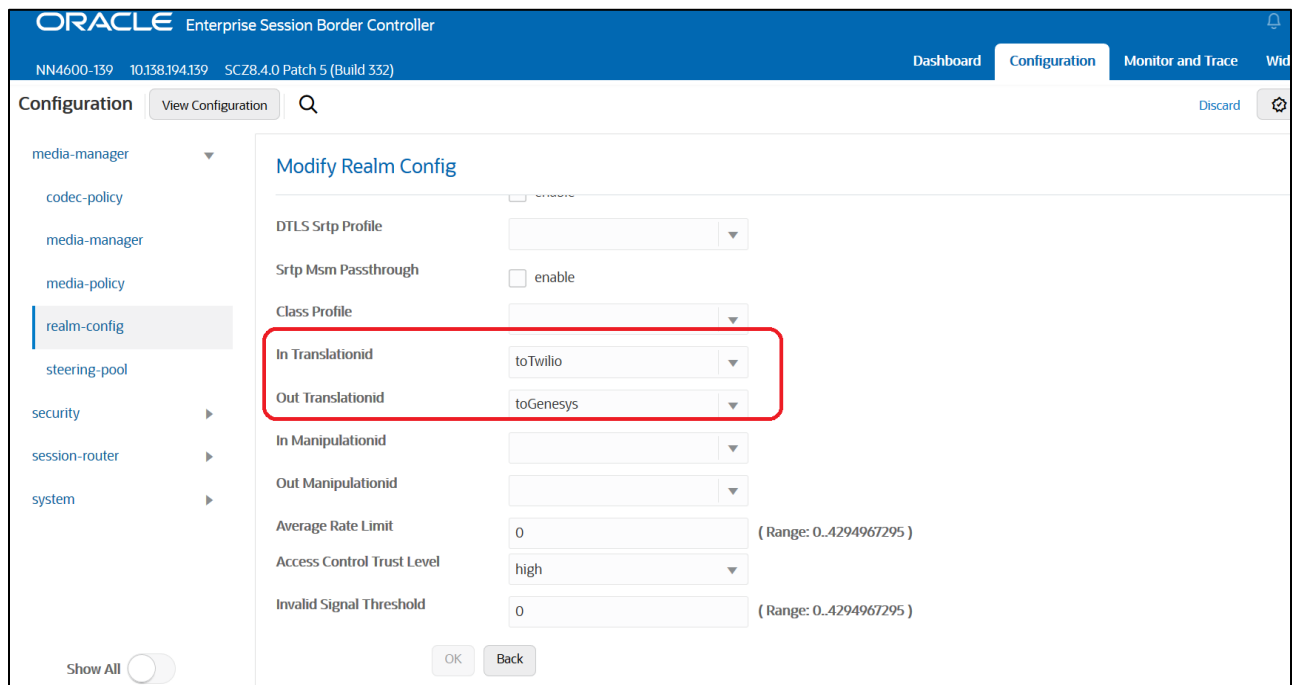 ORACLE Enterprise Session Border Controller
NN4600-139 10.138.194.139 SCZ8.4.0 Patch 5 (Build 332)
Dashboard Configuration Monitor and Trace Wid
Configuration View Configuration Discard
media-manager
codec-policy
media-manager
media-policy
realm-config
steering-pool
security
session-router
system
Show All
Modify Realm Config
enable
DTLS Srtp Profile
Srtp Msm Passthrough enable
Class Profile
In Translationid toTwilio
Out Translationid toGenesys
In Manipulationid
Out Manipulationid
Average Rate Limit 0 ( Range: 0..4294967295 )
Access Control Trust Level high
Invalid Signal Threshold 0 ( Range: 0..4294967295 )
OK Back